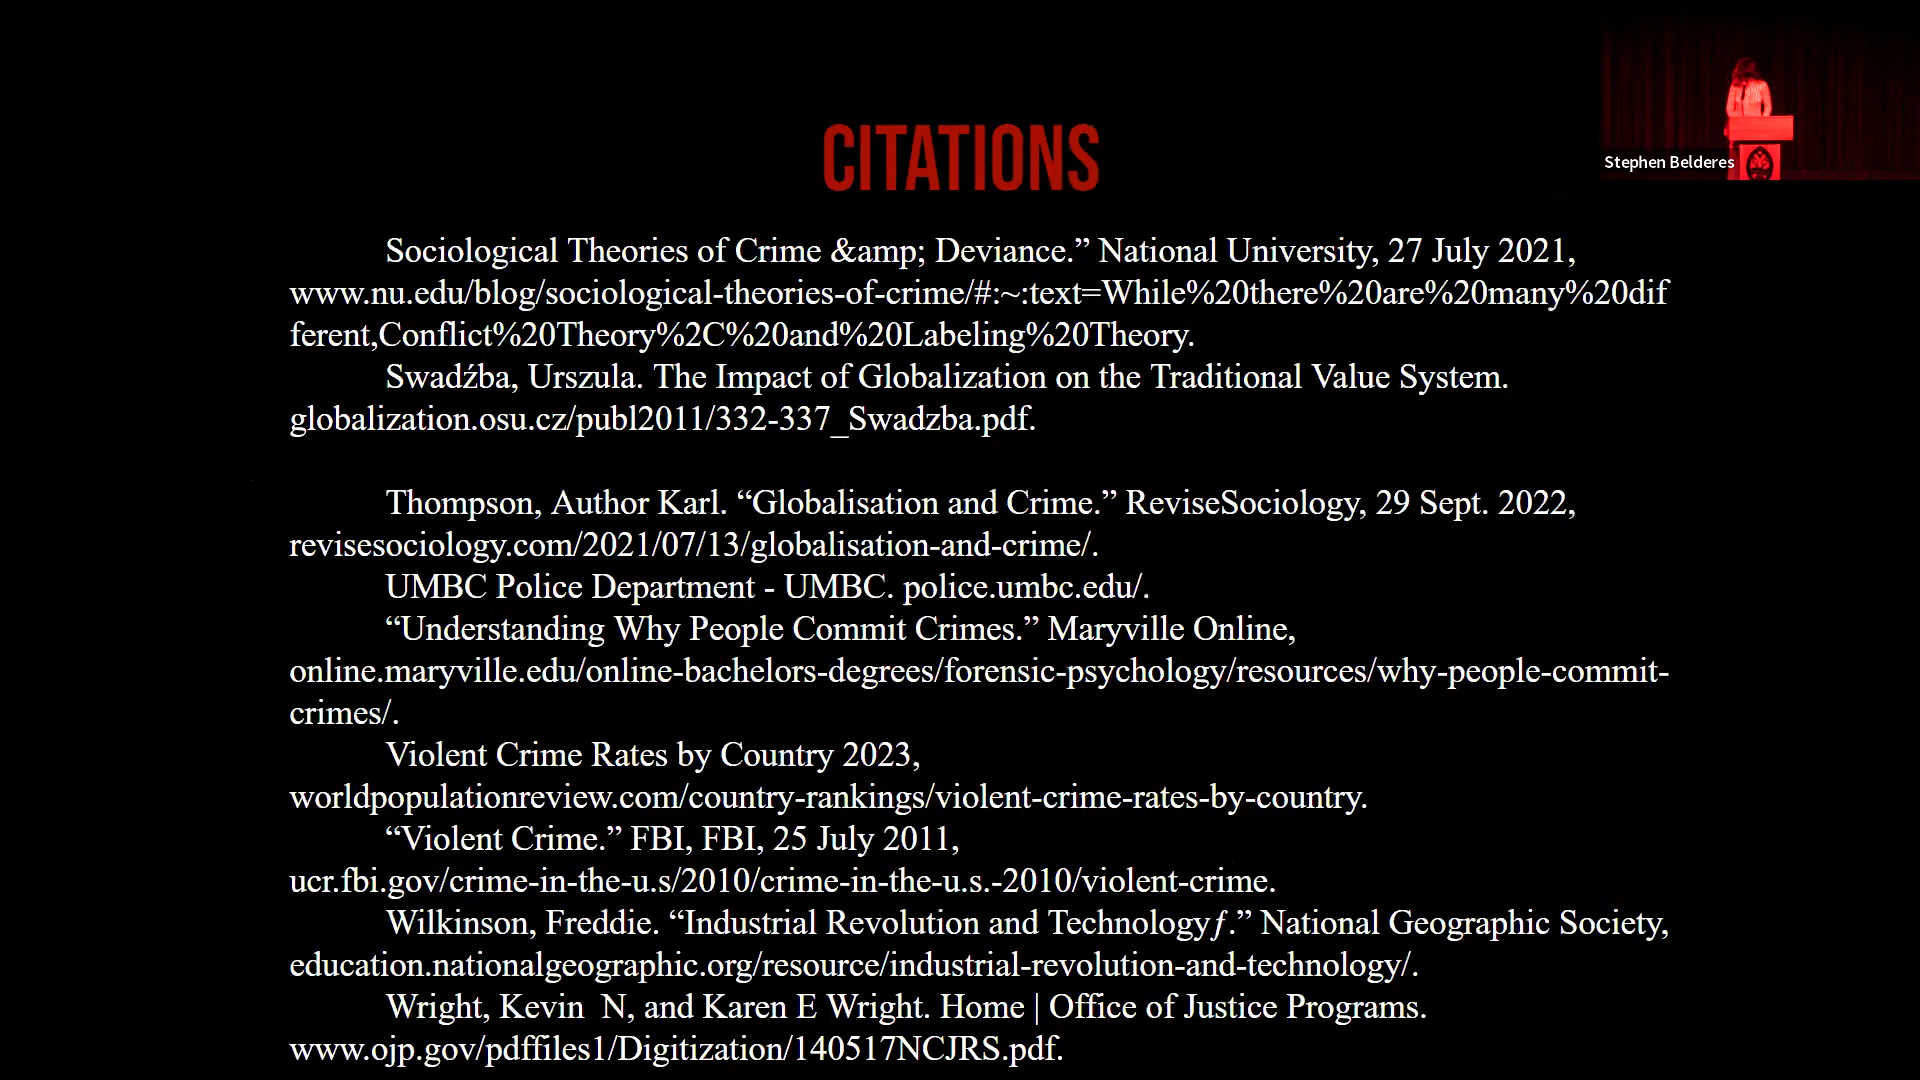 CITATIONS
Stephen Belderes
Sociological Theories of Crime &amp; Deviance.” National University, 27 July 2021,
www.nu.edu/blog/sociological-theories-of-crime/#:~:text=While%20there%20are%20many%20dif
ferent,Conflict%20Theory%2C%20and%20Labeling%20Theory.
Swadźba, Urszula. The Impact of Globalization on the Traditional Value System.
globalization.osu.cz/publ2011/332-337_Swadzba.pdf.
Thompson, Author Karl. “Globalisation and Crime.” ReviseSociology, 29 Sept. 2022,
revisesociology.com/2021/07/13/globalisation-and-crime/.
UMBC Police Department - UMBC. police.umbc.edu/.
“Understanding Why People Commit Crimes.” Maryville Online,
online.maryville.edu/online-bachelors-degrees/forensic-psychology/resources/why-people-commit-
crimes/.
Violent Crime Rates by Country 2023,
worldpopulationreview.com/country-rankings/violent-crime-rates-by-country.
“Violent Crime.” FBI, FBI, 25 July 2011,
ucr.fbi.gov/crime-in-the-u.s/2010/crime-in-the-u.s.-2010/violent-crime.
Wilkinson, Freddie. “Industrial Revolution and Technologyƒ.” National Geographic Society,
education.nationalgeographic.org/resource/industrial-revolution-and-technology/.
Wright, Kevin  N, and Karen E Wright. Home | Office of Justice Programs.
www.ojp.gov/pdffiles1/Digitization/140517NCJRS.pdf.